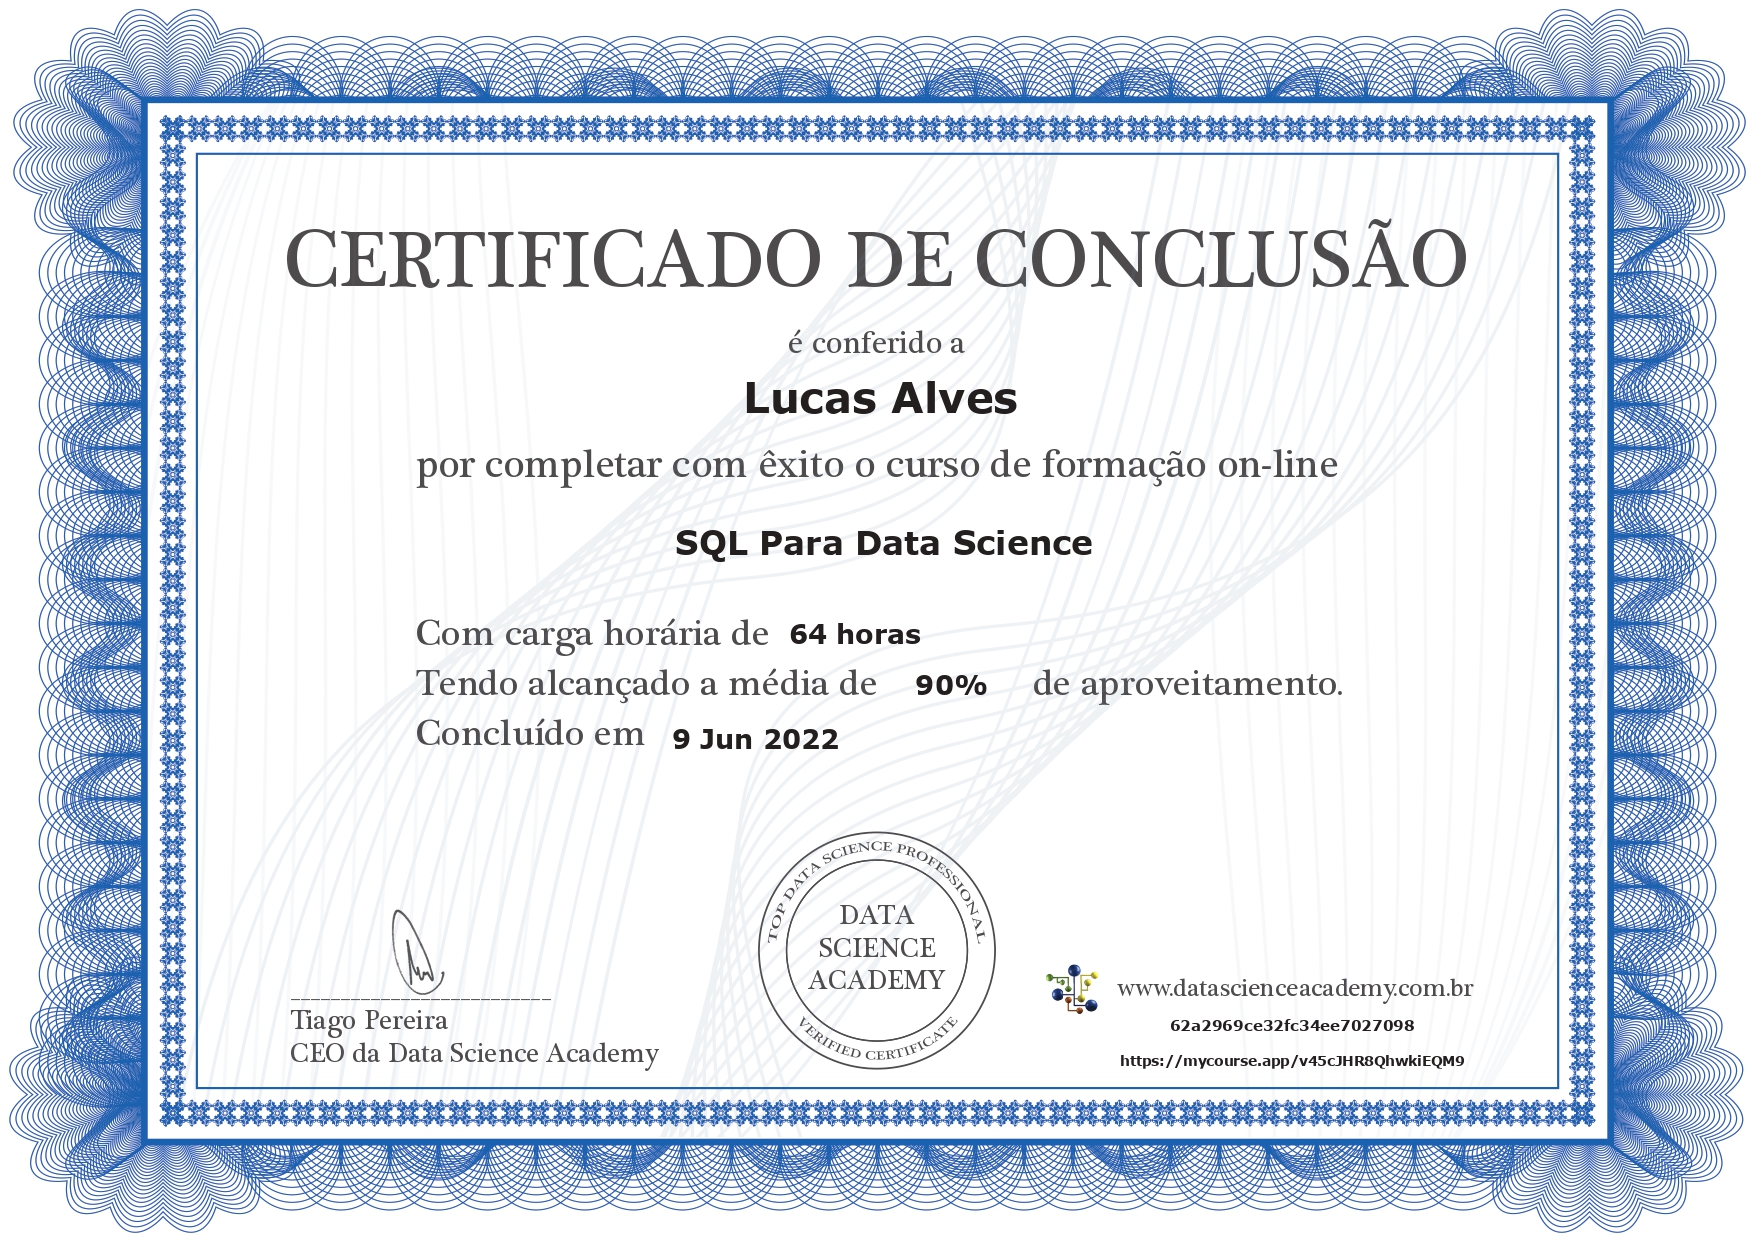 CERTIFICADO DE CONCLUSÃO
é conferido a
Lucas Alves
por completar com êxito o curso de formação on-line
SQL Para Data Science
Com carga horária de 64 horas
Tendo alcançado a média de 90% de aproveitamento.
Concluído em 9 Jun 2022
TOP DATA SCIENCE PROFESSIONAL
DATA
SCIENCE
ACADEMY
VERIFIED CERTIFICATE
Tiago Pereira
CEO da Data Science Academy
www.datascienceacademy.com.br
62a2969ce32fc34ee7027098
https://mycourse.app/v45cJHR8QhwkiEQM9